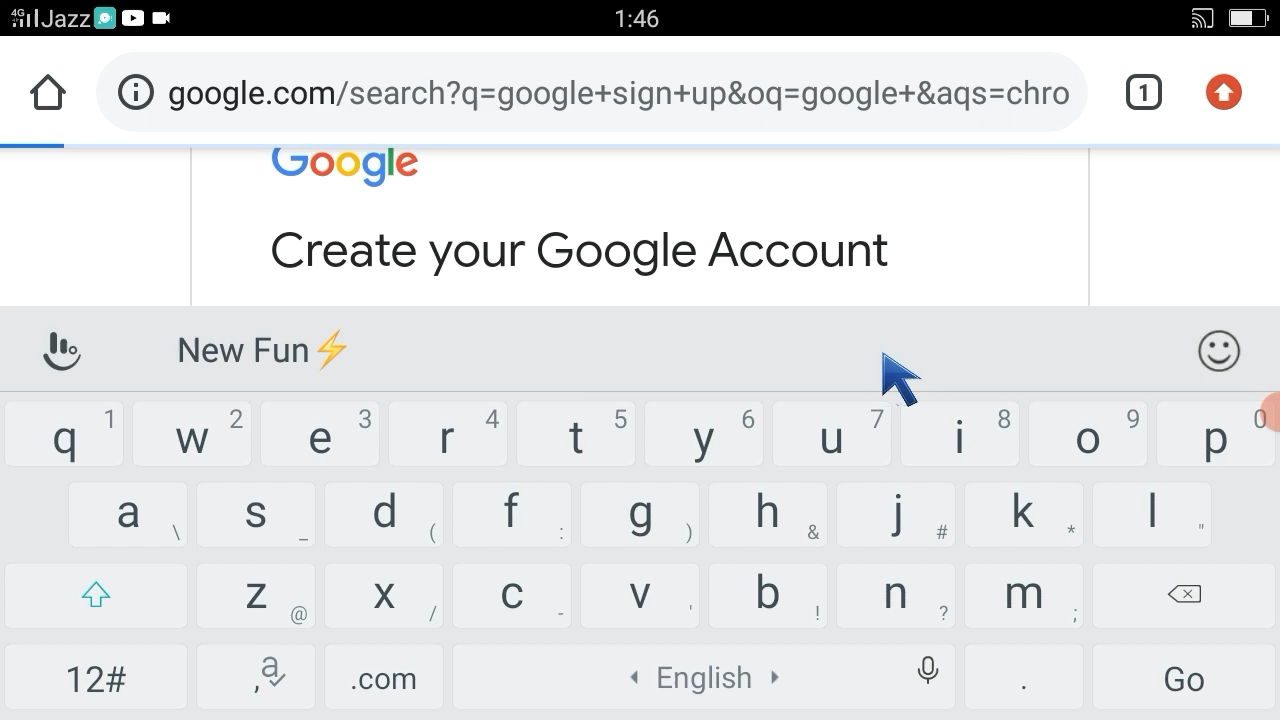 4G Jazz 1:46
google.com/search?q=google+sign+up&oq=google+&aqs=chro 1
Google
Create your Google Account
New Fun⚡
q 1 w 2 e 3 r 4 t 5 y 6 u 7 i 8 o 9 p 0
a \ s _ d ( f : g ) h & j # k * l "
z @ x / c - v ' b ! n ? m ;
12# , a .com English . Go